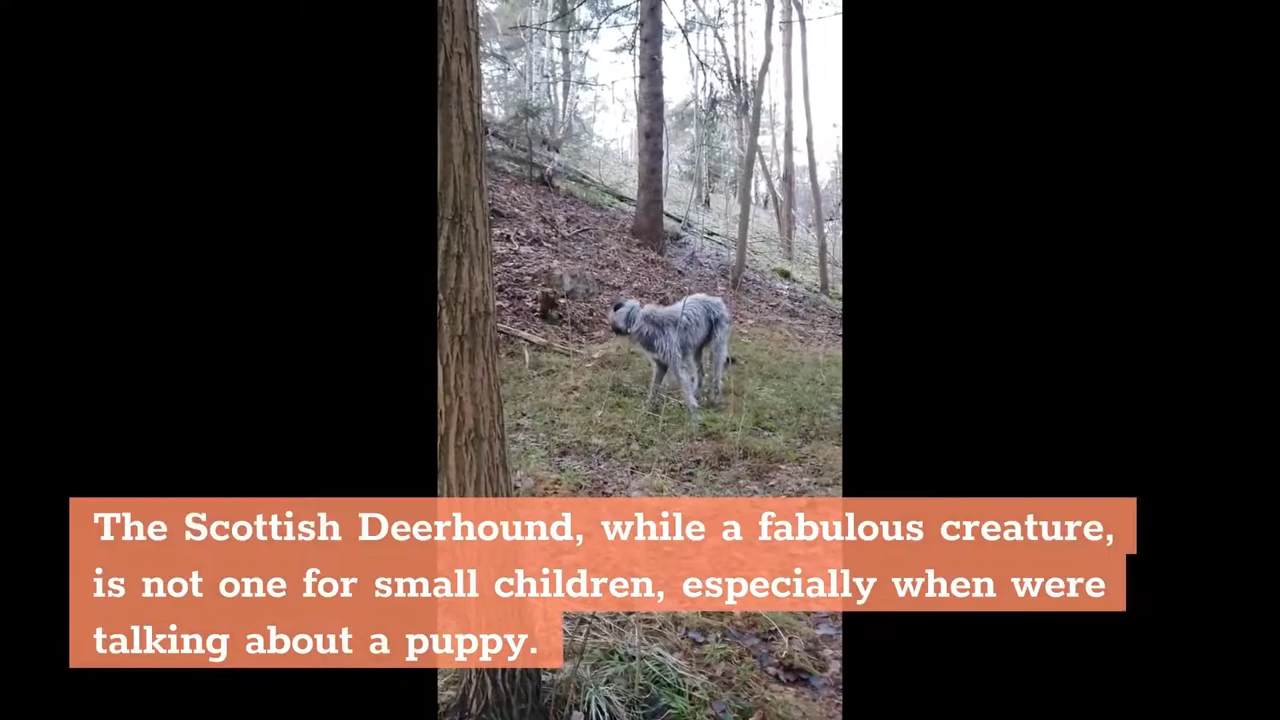 The Scottish Deerhound, while a fabulous creature,
is not one for small children, especially when were
talking about a puppy.